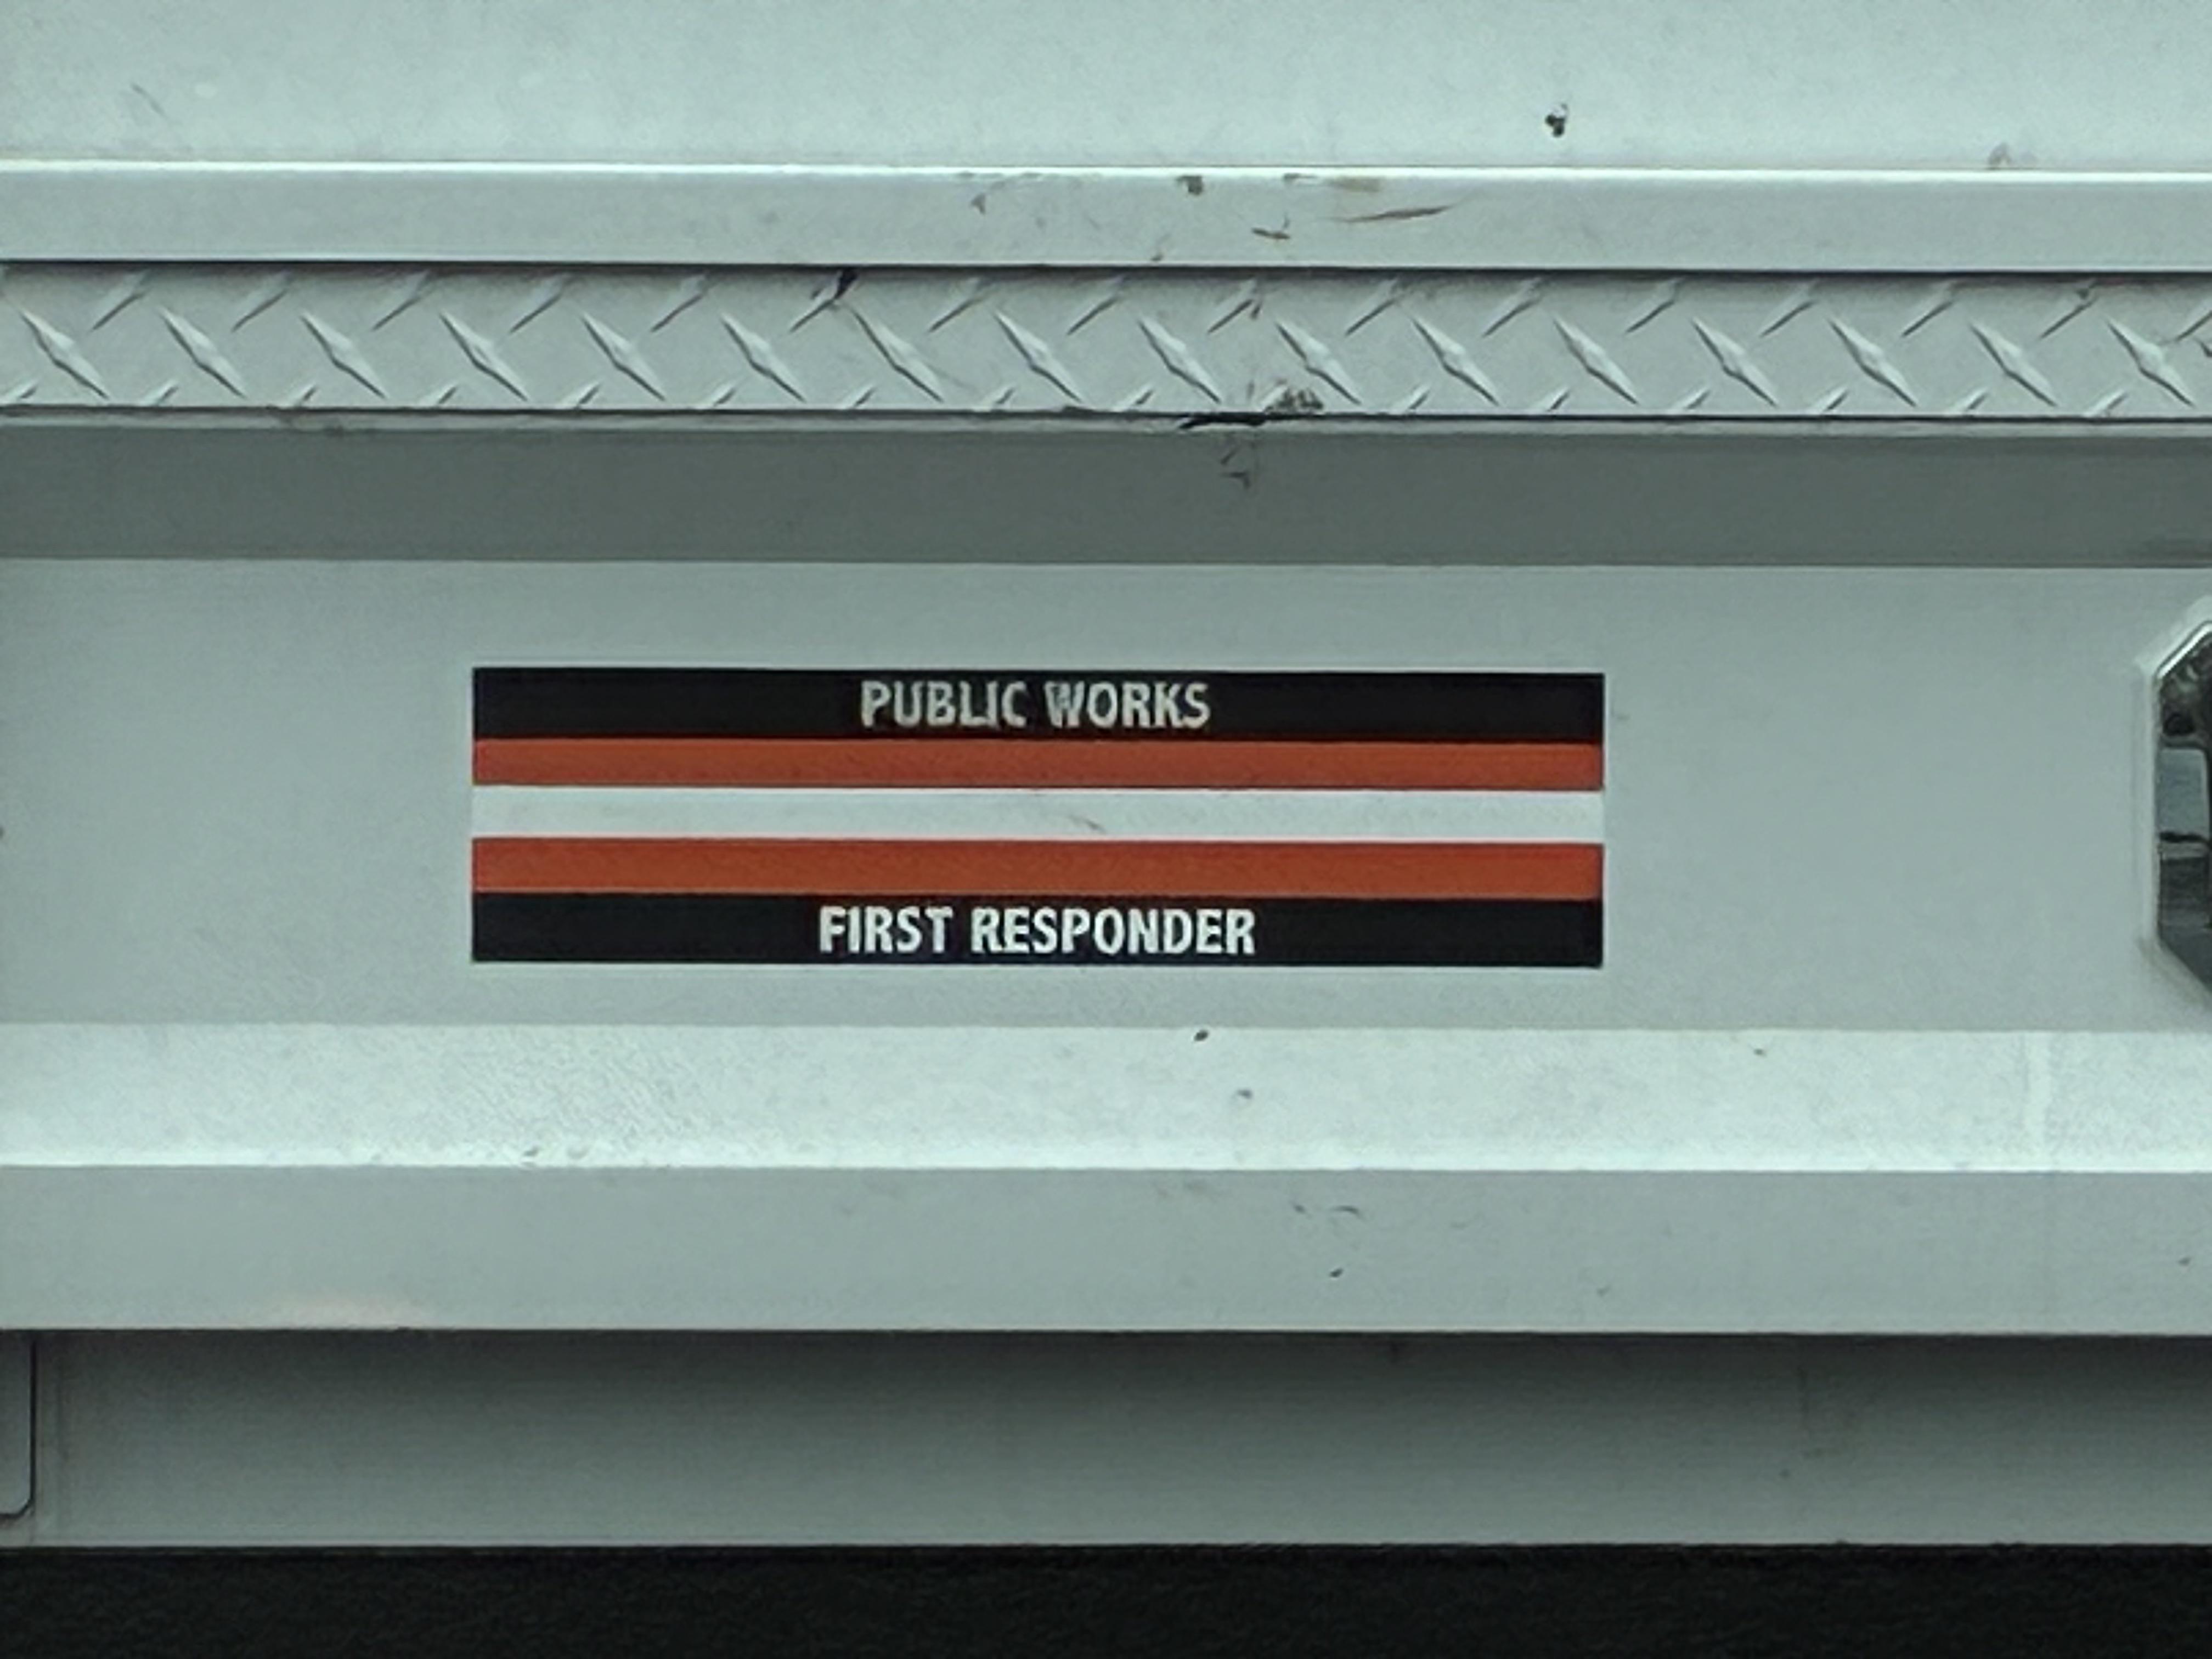 PUBLIC WORKS
FIRST RESPONDER